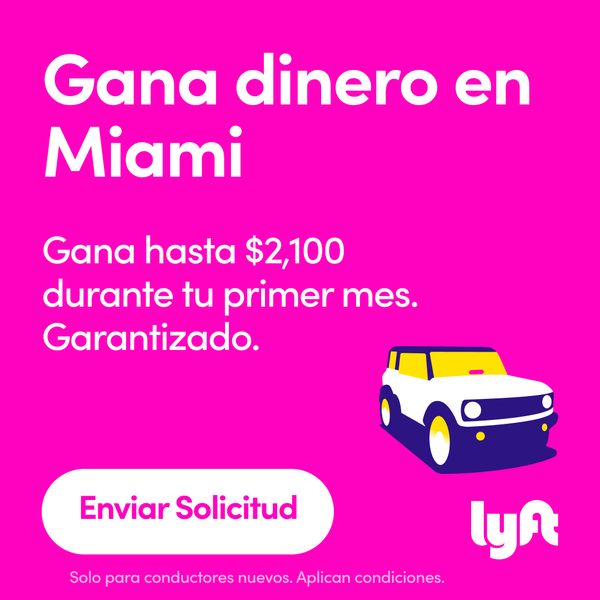 Gana dinero en
Miami
Gana hasta $2,100
durante tu primer mes.
Garantizado.
Enviar Solicitud
lyft
Solo para conductores nuevos. Aplican condiciones.